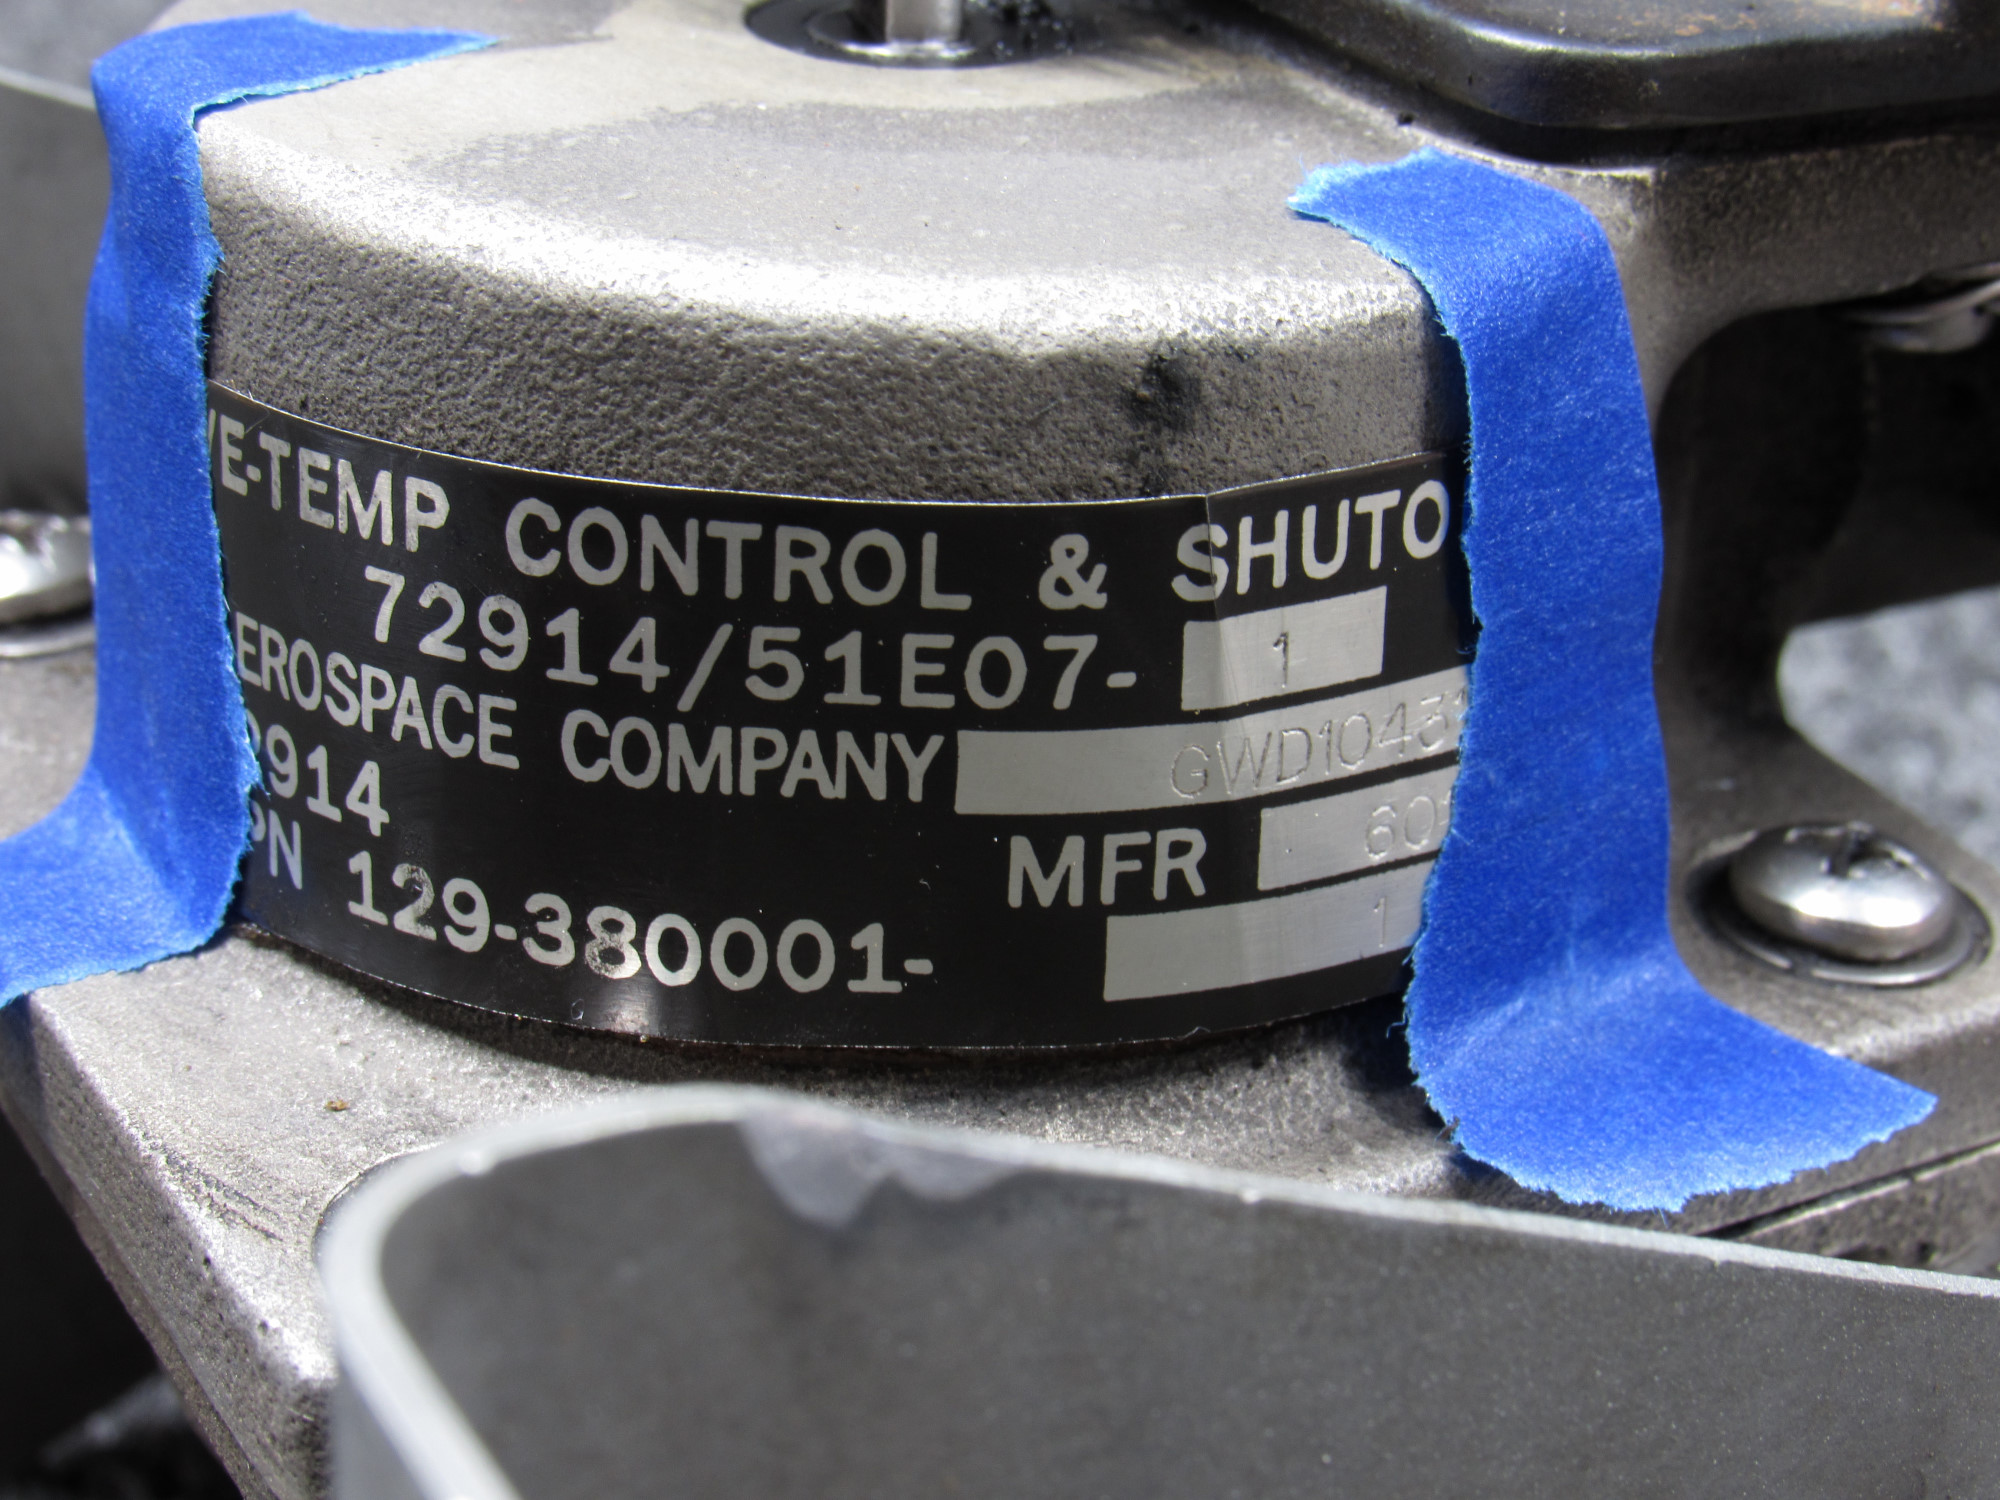 VE-TEMP CONTROL & SHUTO
72914/51E07- 1
EROSPACE COMPANY GWD1043
2914 MFR 60
PN 129-380001- 1